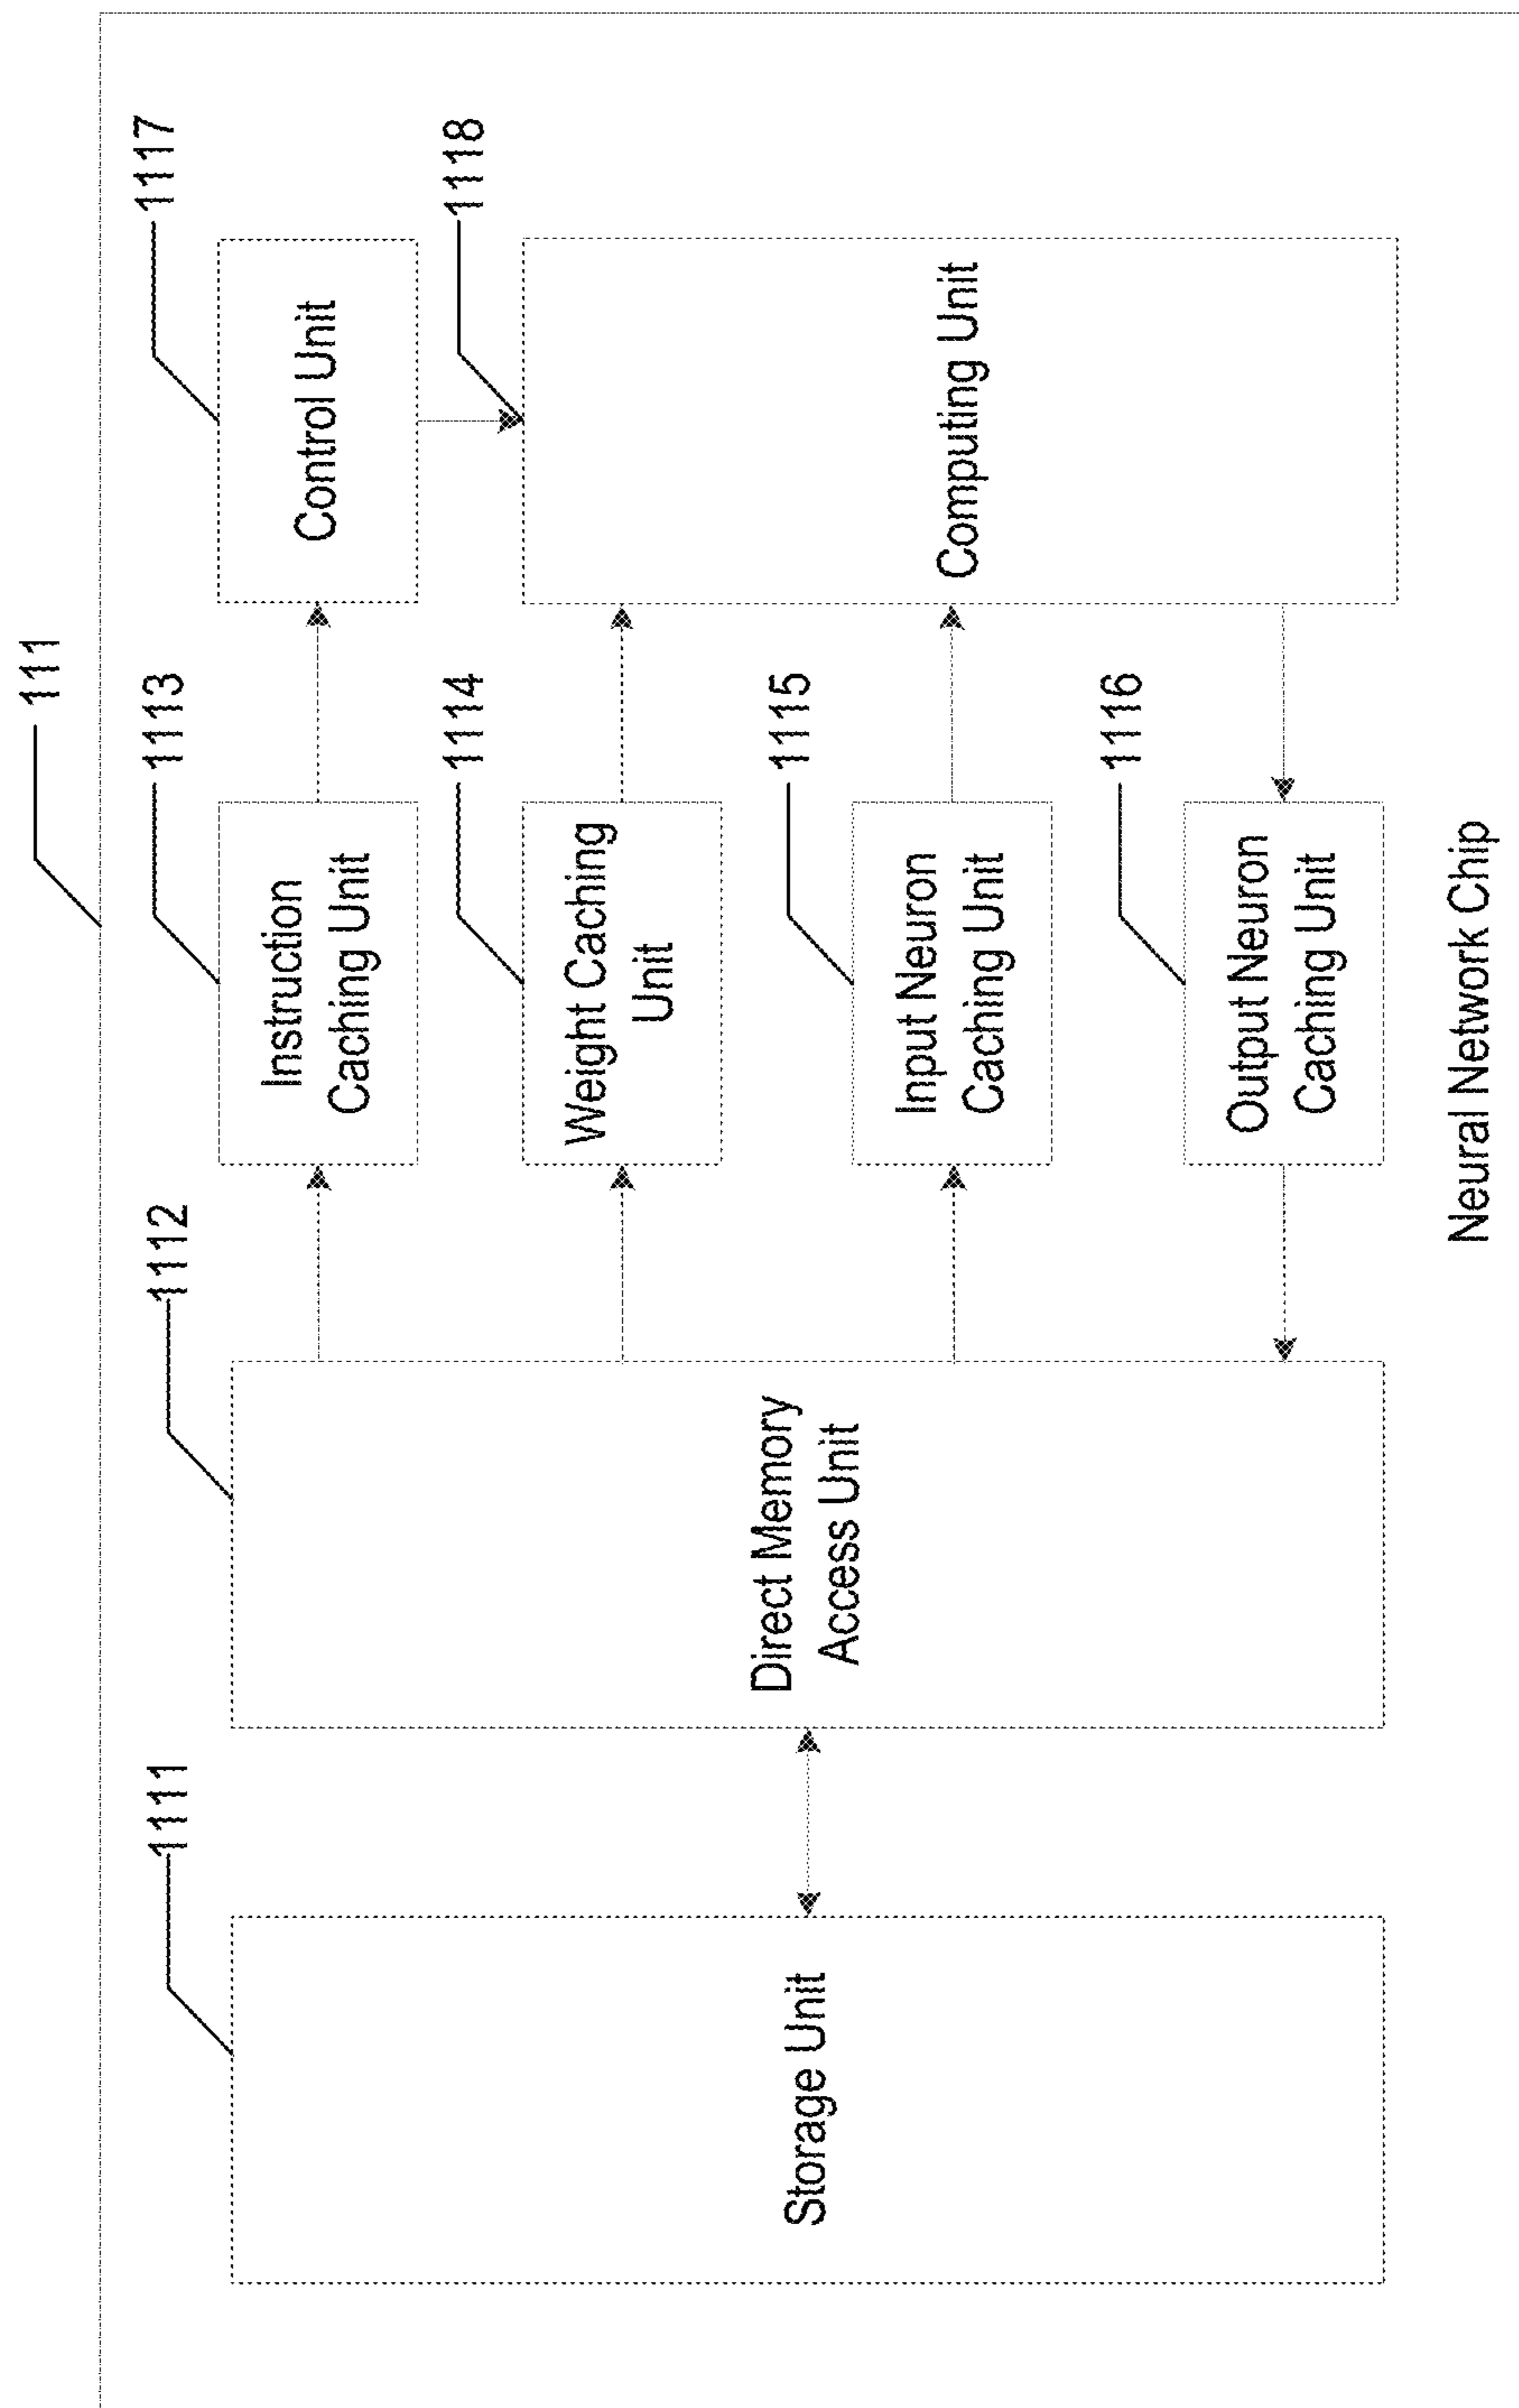 111
1111
1112
1113
1117
Instruction
Caching Unit
Control Unit
1114
1118
Weight Caching
Unit
Storage Unit
Direct Memory
Access Unit
1115
Input Neuron
Caching Unit
Computing Unit
1116
Output Neuron
Caching Unit
Neural Network Chip